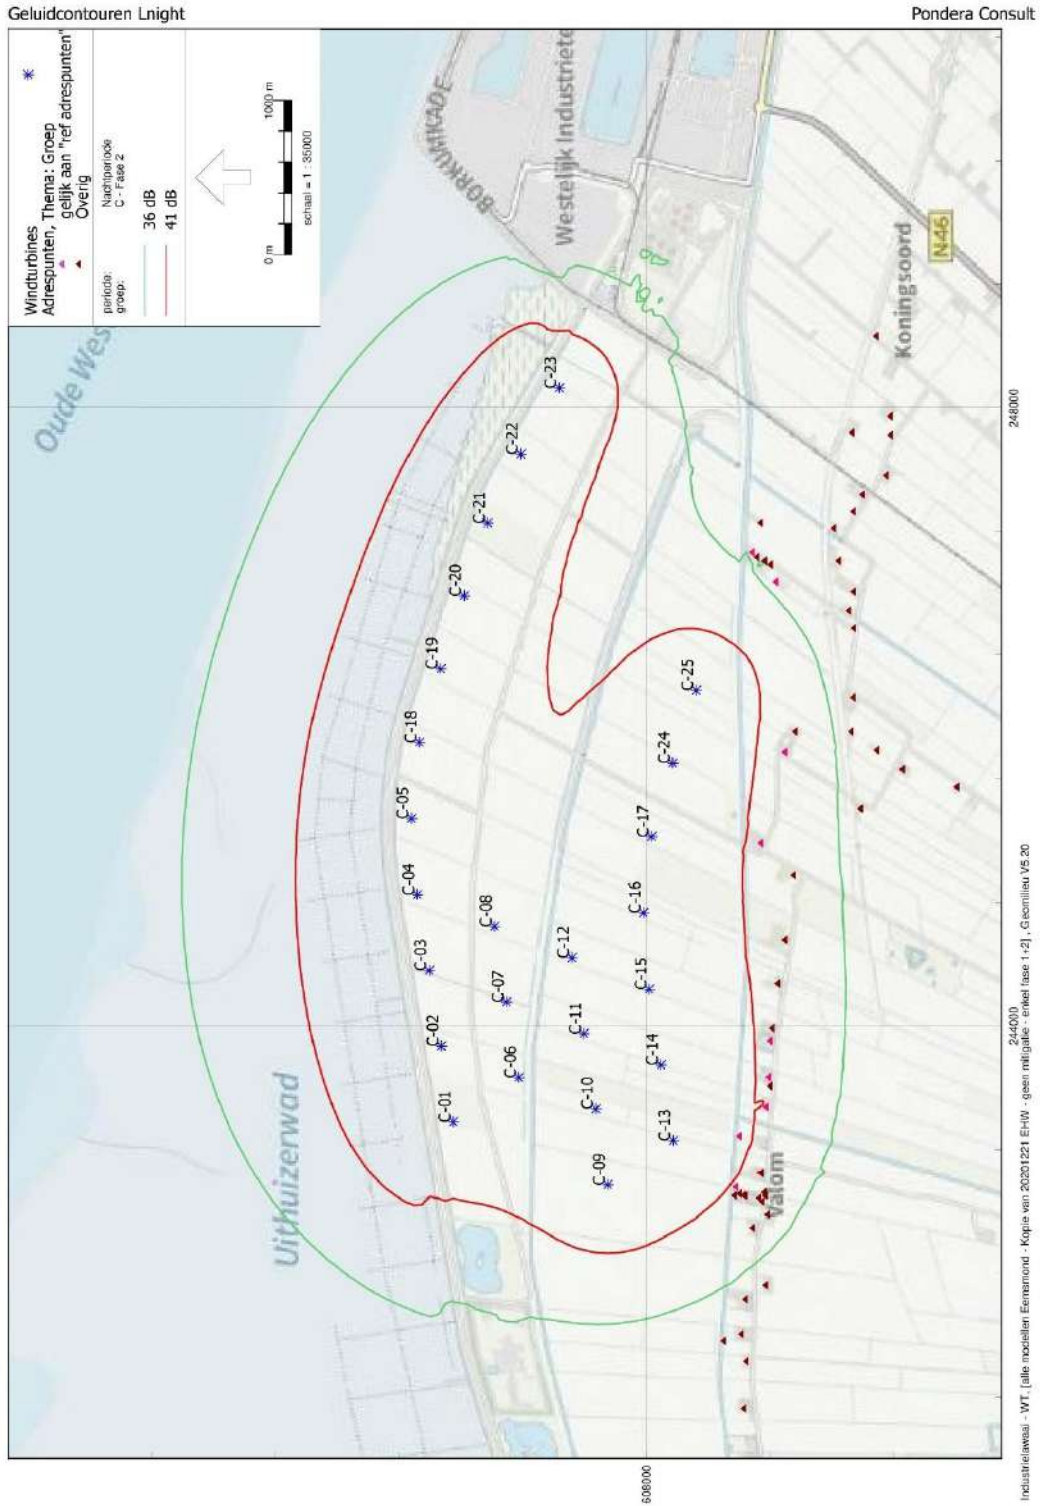 Geluidcontouren Lnight
Pondera Consult
Windturbines
Adrespunten, Thema: Groep
gelijk aan "ref adrespunten"
Overig
periode: Nachtperiode
groep: C - Fase 2
36 dB
41 dB
0 m 1000 m
schaal = 1 : 35000
Oude Wes
BORKUMKADE
Westelijk Industriete
N46
Koningsoord
Uithuizerwad
Valom
C-01
C-02
C-03
C-04
C-05
C-18
C-19
C-20
C-21
C-22
C-23
C-06
C-07
C-08
C-09
C-10
C-11
C-12
C-13
C-14
C-15
C-16
C-17
C-24
C-25
244000
248000
608000
Industrielawaai - WT, [alle modellen Eemsmond - Kopie van 20201221 EHW - geen mitigatie - enkel fase 1+2] , Geomilieu V5.20